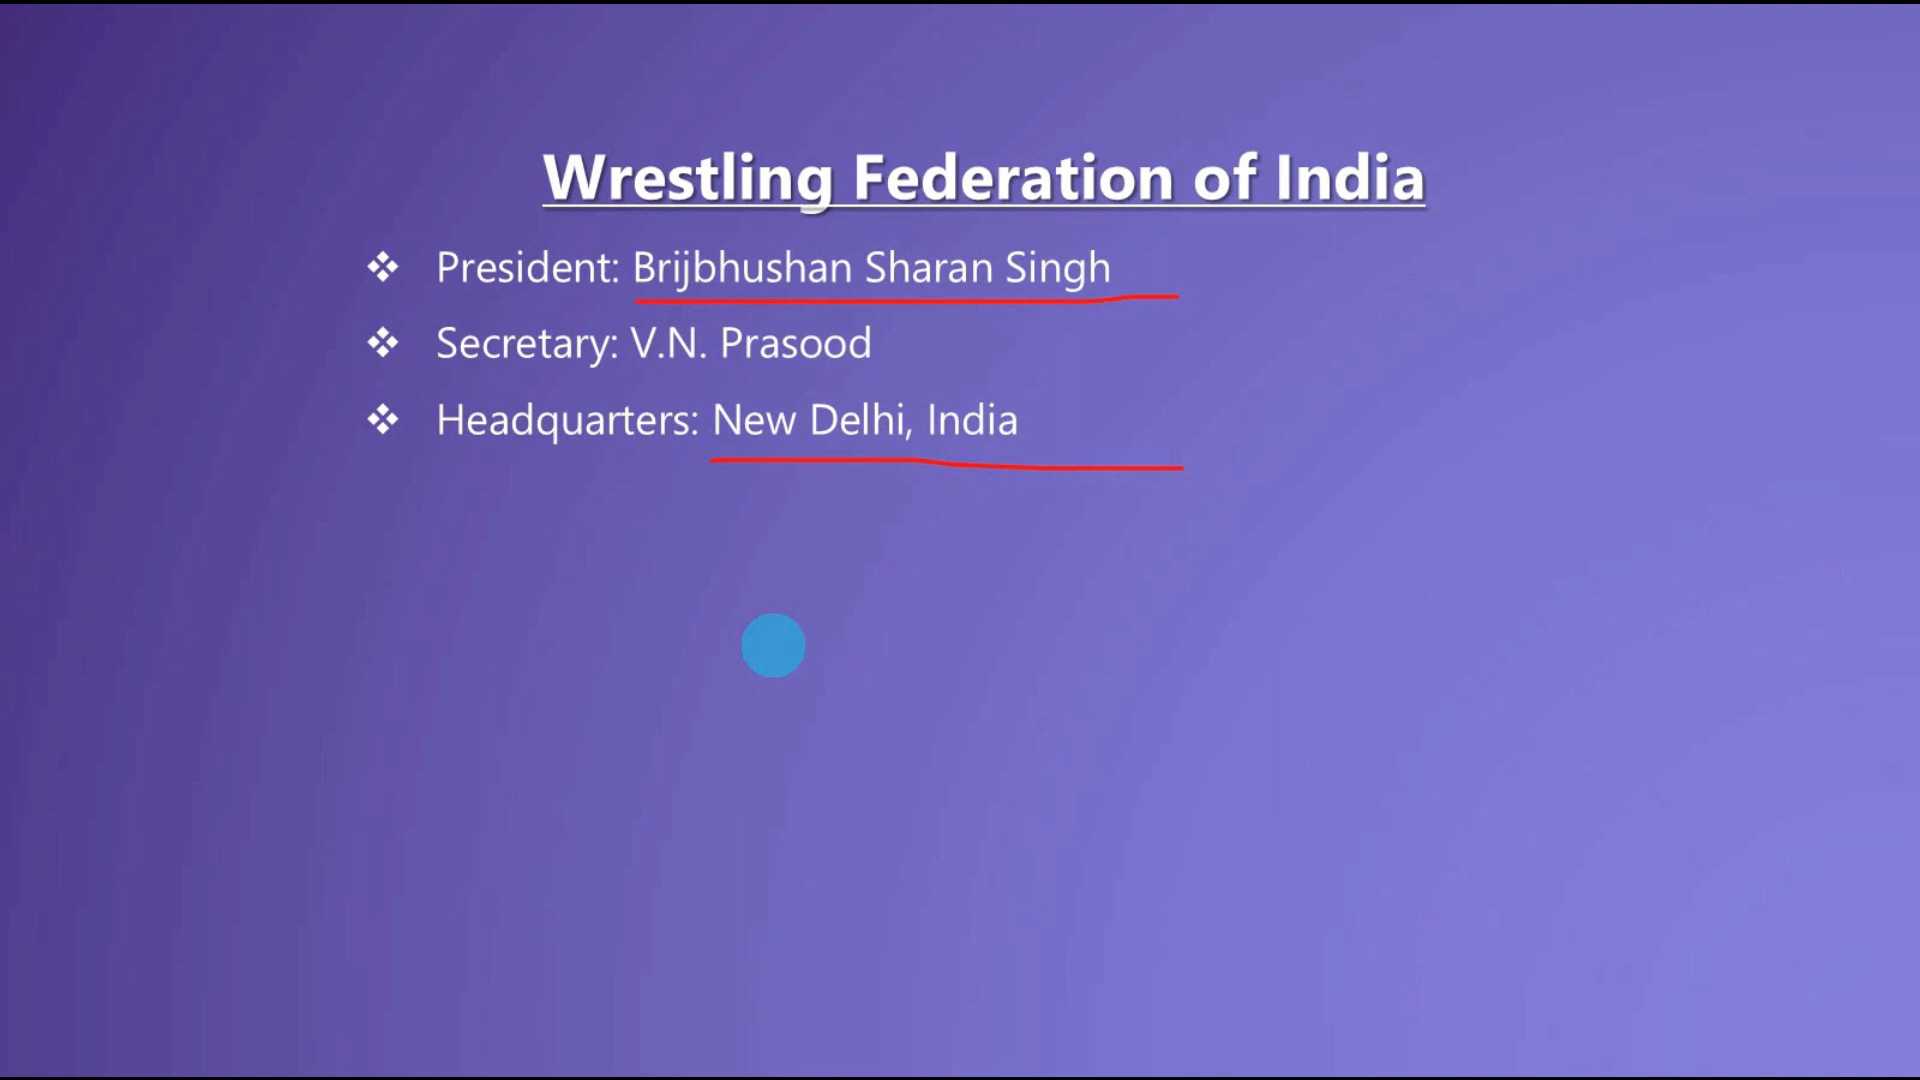 Wrestling Federation of India
❖ President: Brijbhushan Sharan Singh
❖ Secretary: V.N. Prasood
❖ Headquarters: New Delhi, India